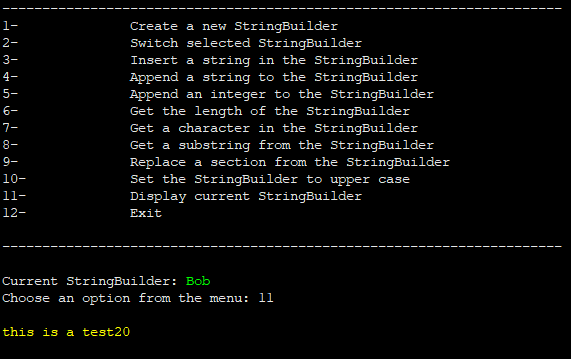 ----------------------------------------------------------------------
1- Create a new StringBuilder
2- Switch selected StringBuilder
3- Insert a string in the StringBuilder
4- Append a string to the StringBuilder
5- Append an integer to the StringBuilder
6- Get the length of the StringBuilder
7- Get a character in the StringBuilder
8- Get a substring from the StringBuilder
9- Replace a section from the StringBuilder
10- Set the StringBuilder to upper case
11- Display current StringBuilder
12- Exit
----------------------------------------------------------------------
Current StringBuilder: Bob
Choose an option from the menu: 11
this is a test20